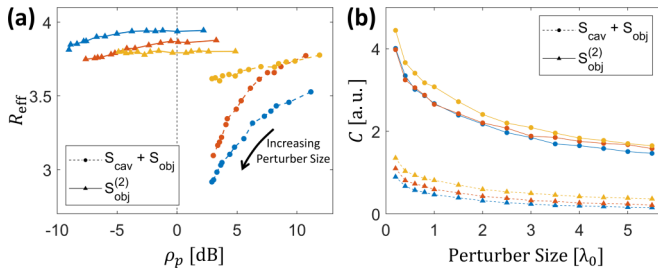 (a)
4
3.5
3
R_eff
-10 -5 0 5 10
ρ_p [dB]
Increasing
Perturber Size
S_cav + S_obj
S_obj^(2)
(b)
6
4
2
0
C [a. u.]
0 1 2 3 4 5
Perturber Size [λ_0]
S_cav + S_obj
S_obj^(2)